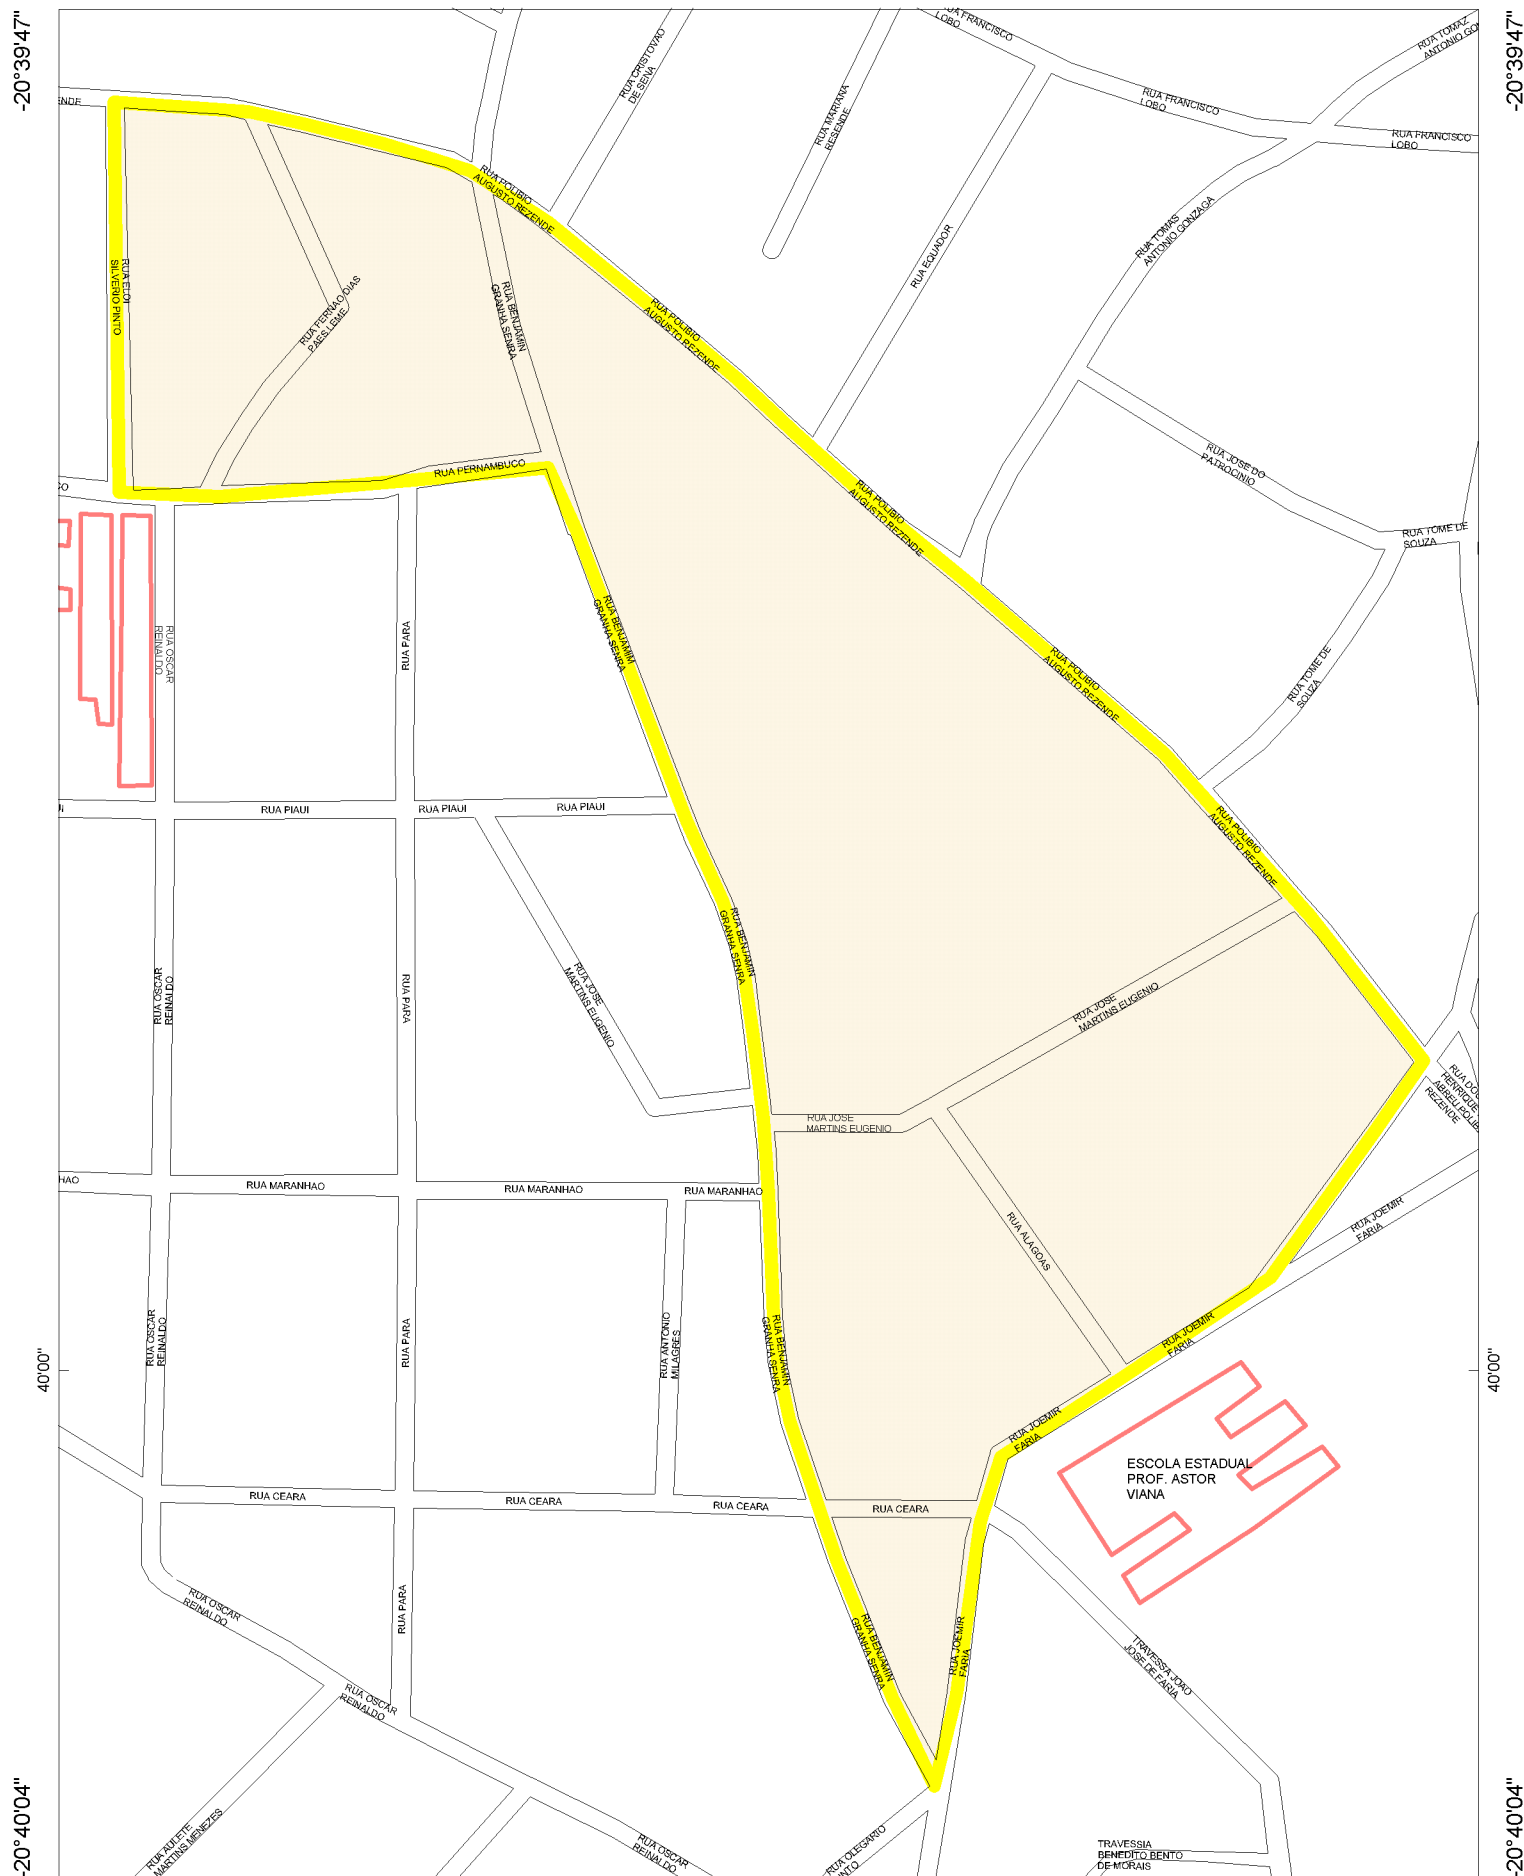 -20°39'47"
-20°39'47"
RUA FRANCISCO
LOBO
RUA TOMAZ
RUA CRISTOVAO
DE SENA
RUA MARIANA
RESENDE
RUA FRANCISCO
LOBO
RUA FRANCISCO
LOBO
RUA POLIBIO
AUGUSTO REZENDE
RUA EQUADOR
RUA TOMAS
ANTONIO GONZAGA
RUA ELOI
SILVERIO PINTO
RUA FERNAO DIAS
PAES LEME
RUA BENJAMIN
GRANHA SENRA
RUA POLIBIO
AUGUSTO REZENDE
RUA PERNAMBUCO
RUA JOSE DO
PATROCINIO
RUA POLIBIO
AUGUSTO REZENDE
RUA TOME DE
SOUZA
RUA OSCAR
REINALDO
RUA PARA
RUA BENJAMIM
GRANHA SENRA
RUA POLIBIO
AUGUSTO REZENDE
RUA TOME DE
SOUZA
RUA PIAUI
RUA PIAUI
RUA PIAUI
RUA POLIBIO
AUGUSTO REZENDE
RUA OSCAR
REINALDO
RUA PARA
RUA JOSE
MARTINS EUGENIO
RUA BENJAMIN
GRANHA SENRA
RUA JOSE
MARTINS EUGENIO
RUA JOSE
MARTINS EUGENIO
HENRIQUE
REZENDE
HAO
RUA MARANHAO
RUA MARANHAO
RUA MARANHAO
RUA ALAGOAS
RUA JOEMIR
FARIA
RUA OSCAR
REINALDO
RUA PARA
RUA ANTONIO
MILAGRES
RUA BENJAMIN
GRANHA SENRA
RUA JOEMIR
FARIA
40'00"
40'00"
RUA JOEMIR
FARIA
ESCOLA ESTADUAL
PROF. ASTOR
VIANA
RUA CEARA
RUA CEARA
RUA CEARA
RUA CEARA
RUA OSCAR
REINALDO
RUA PARA
RUA BENJAMIN
GRANHA SENRA
RUA JOEMIR
FARIA
TRAVESSA JOAO
JOSE DE FARIA
RUA OSCAR
REINALDO
RUA AULETE
MARTINS MENEZES
RUA OSCAR
REINALDO
RUA OLEGARIO
TRAVESSIA
BENEDITO BENTO
DE MORAIS
-20°40'04"
-20°40'04"